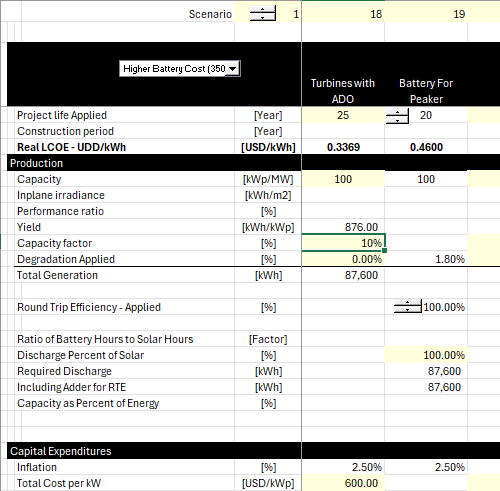 Scenario 1 18 19
Higher Battery Cost (350
Turbines with ADO Battery For Peaker
Project life Applied [Year] 25 20
Construction period [Year]
Real LCOE - UDD/kWh [USD/kWh] 0.3369 0.4600
Production
Capacity [kWp/MW] 100 100
Inplane irradiance [kWh/m2]
Performance ratio [%]
Yield [kWh/kWp] 876.00
Capacity factor [%] 10%
Degradation Applied [%] 0.00% 1.80%
Total Generation [kWh] 87,600
Round Trip Efficiency - Applied [%] 100.00%
Ratio of Battery Hours to Solar Hours [Factor]
Discharge Percent of Solar [%] 100.00%
Required Discharge [kWh] 87,600
Including Adder for RTE [kWh] 87,600
Capacity as Percent of Energy [%]
Capital Expenditures
Inflation [%] 2.50% 2.50%
Total Cost per kW [USD/kWp] 600.00